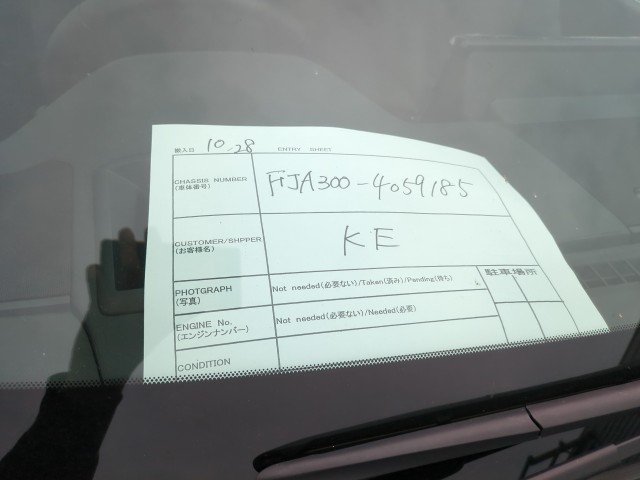 搬入日 10-28 ENTRY SHEET
CHASSIS NUMBER
(車体番号)
FJA300-4059185
CUSTOMER/SHPPER
(お客様名)
KE
PHOTGRAPH
(写真)
Not needed(必要ない)/Taken(済み)/Pending(待ち)
駐車場所
ENGINE No.
(エンジンナンバー)
Not needed(必要ない)/Needed(必要)
CONDITION